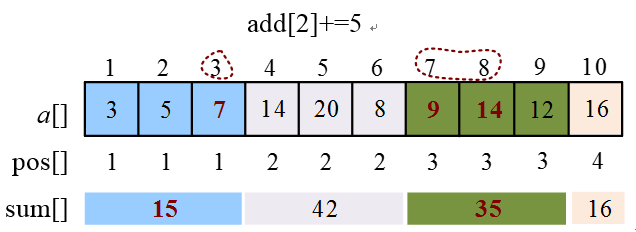 add[2]+=5 ↵
1 2 3 4 5 6 7 8 9 10
a[] 3 5 7 14 20 8 9 14 12 16
pos[] 1 1 1 2 2 2 3 3 3 4
sum[] 15 42 35 16